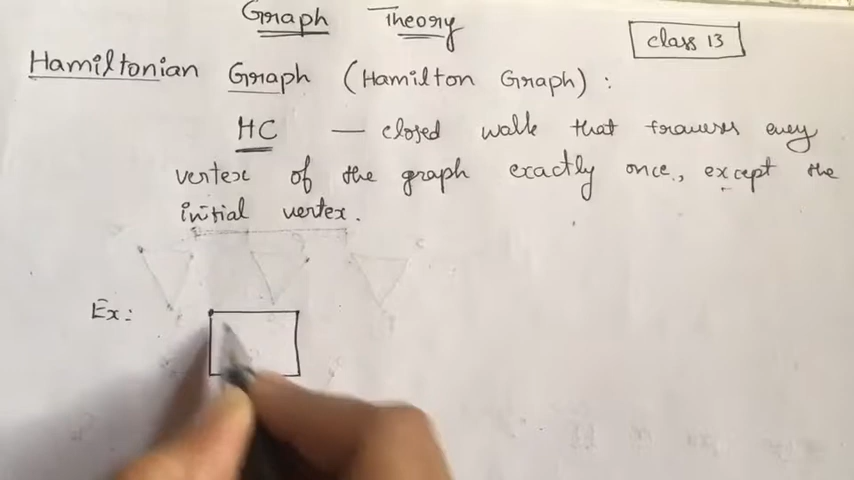 Graph Theory
class 13
Hamiltonian Graph (Hamilton Graph) :
HC — closed walk that travers every
vertex of the graph exactly once, except the
initial vertex.
Ex: